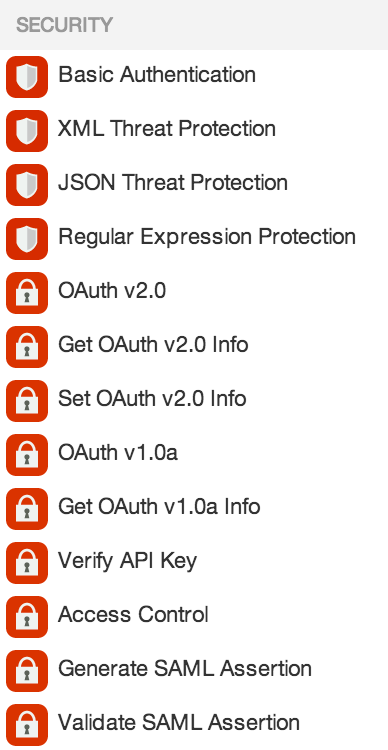 SECURITY
Basic Authentication
XML Threat Protection
JSON Threat Protection
Regular Expression Protection
OAuth v2.0
Get OAuth v2.0 Info
Set OAuth v2.0 Info
OAuth v1.0a
Get OAuth v1.0a Info
Verify API Key
Access Control
Generate SAML Assertion
Validate SAML Assertion